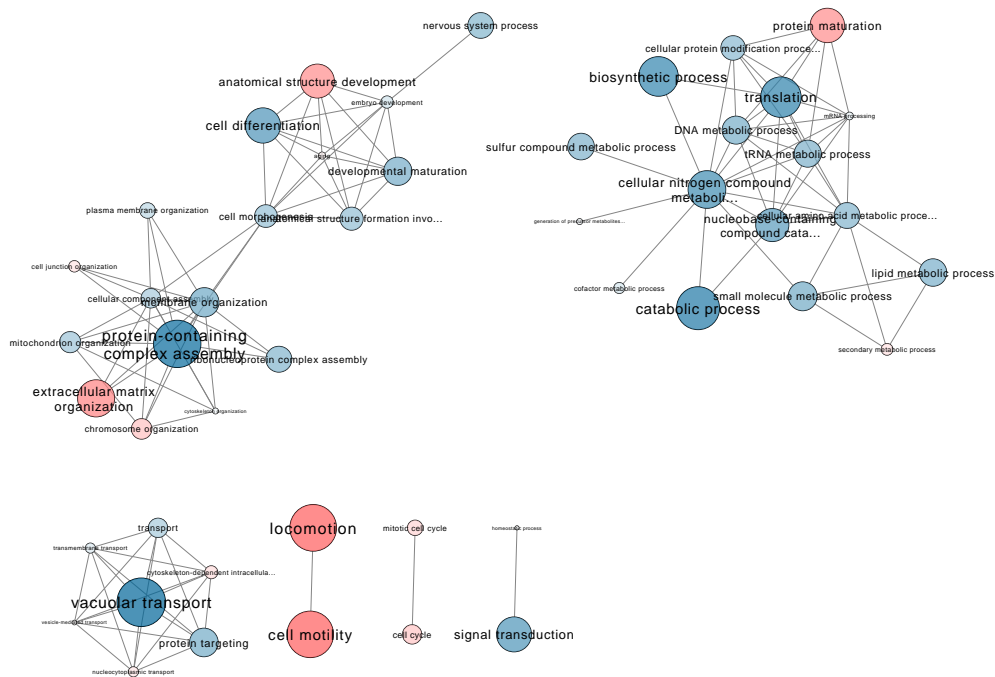 nervous system process
anatomical structure development
embryo development
cell differentiation
aging
developmental maturation
cell morphogenesis
anatomical structure formation invo...
plasma membrane organization
cell junction organization
cellular component assembly
membrane organization
mitochondrion organization
protein-containing
complex assembly
ribonucleoprotein complex assembly
extracellular matrix
organization
cytoskeleton organization
chromosome organization
protein maturation
cellular protein modification proce...
biosynthetic process
translation
mRNA processing
DNA metabolic process
sulfur compound metabolic process
tRNA metabolic process
cellular nitrogen compound
metaboli...
generation of precursor metabolites...
nucleobase-containing
compound cata...
cellular amino acid metabolic proce...
lipid metabolic process
cofactor metabolic process
small molecule metabolic process
catabolic process
secondary metabolic process
transport
transmembrane transport
cytoskeleton-dependent intracellula...
vacuolar transport
vesicle-mediated transport
protein targeting
nucleocytoplasmic transport
locomotion
cell motility
mitotic cell cycle
cell cycle
homeostatic process
signal transduction